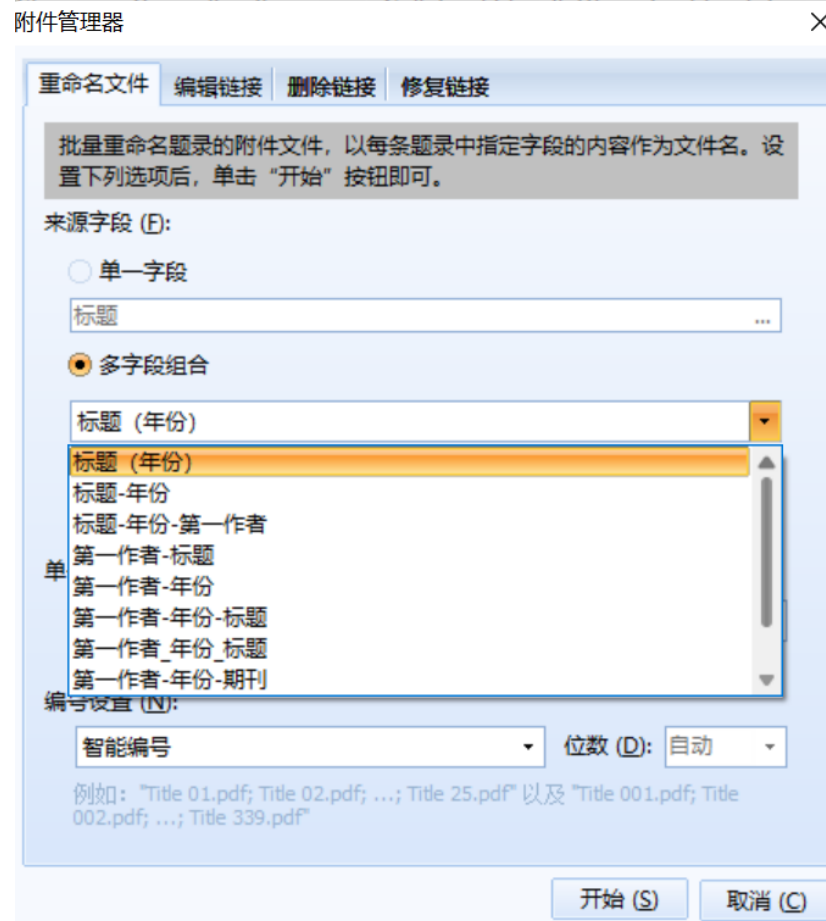 附件管理器
重命名文件 编辑链接 删除链接 修复链接
批量重命名题录的附件文件，以每条题录中指定字段的内容作为文件名。设
置下列选项后，单击“开始”按钮即可。
来源字段 (F):
单一字段
标题 ...
多字段组合
标题（年份）
标题（年份）
标题-年份
标题-年份-第一作者
第一作者-标题
单
第一作者-年份
第一作者-年份-标题
第一作者_年份_标题
第一作者-年份-期刊
编号设置 (N):
智能编号 位数 (D): 自动
例如："Title 01.pdf; Title 02.pdf; ...; Title 25.pdf" 以及 "Title 001.pdf; Title
002.pdf; ...; Title 339.pdf"
开始 (S) 取消 (C)